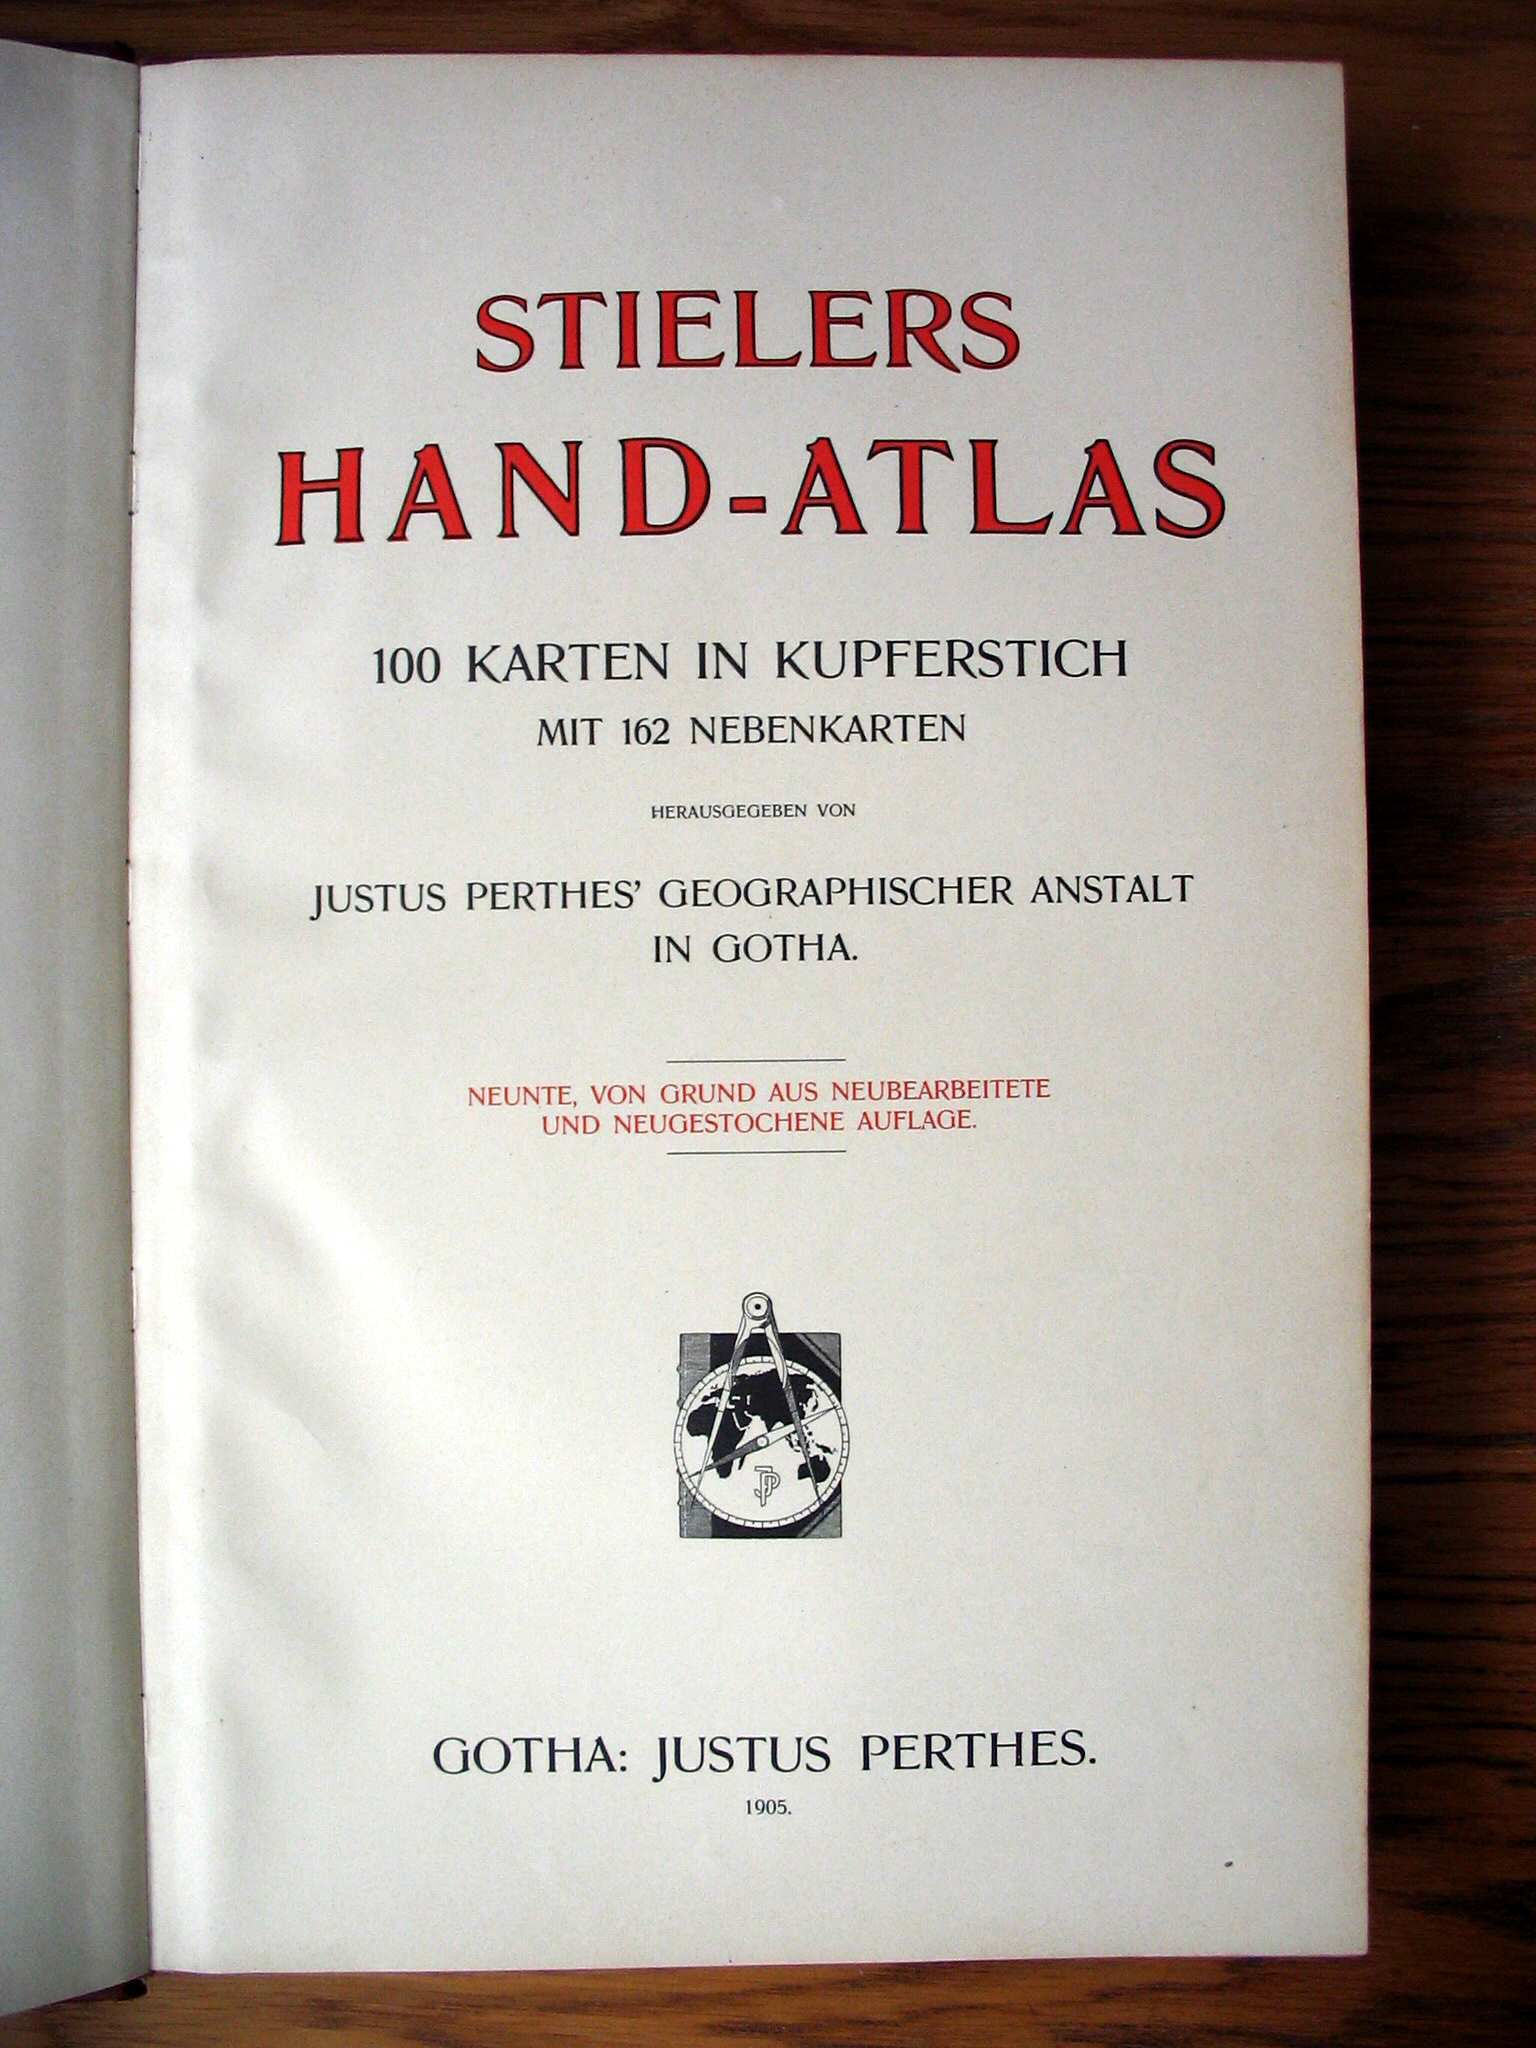 STIELERS
HAND-ATLAS
100 KARTEN IN KUPFERSTICH
MIT 162 NEBENKARTEN
HERAUSGEGEBEN VON
JUSTUS PERTHES' GEOGRAPHISCHER ANSTALT
IN GOTHA.
NEUNTE, VON GRUND AUS NEUBEARBEITETE
UND NEUGESTOCHENE AUFLAGE.
JP
GOTHA: JUSTUS PERTHES.
1905.